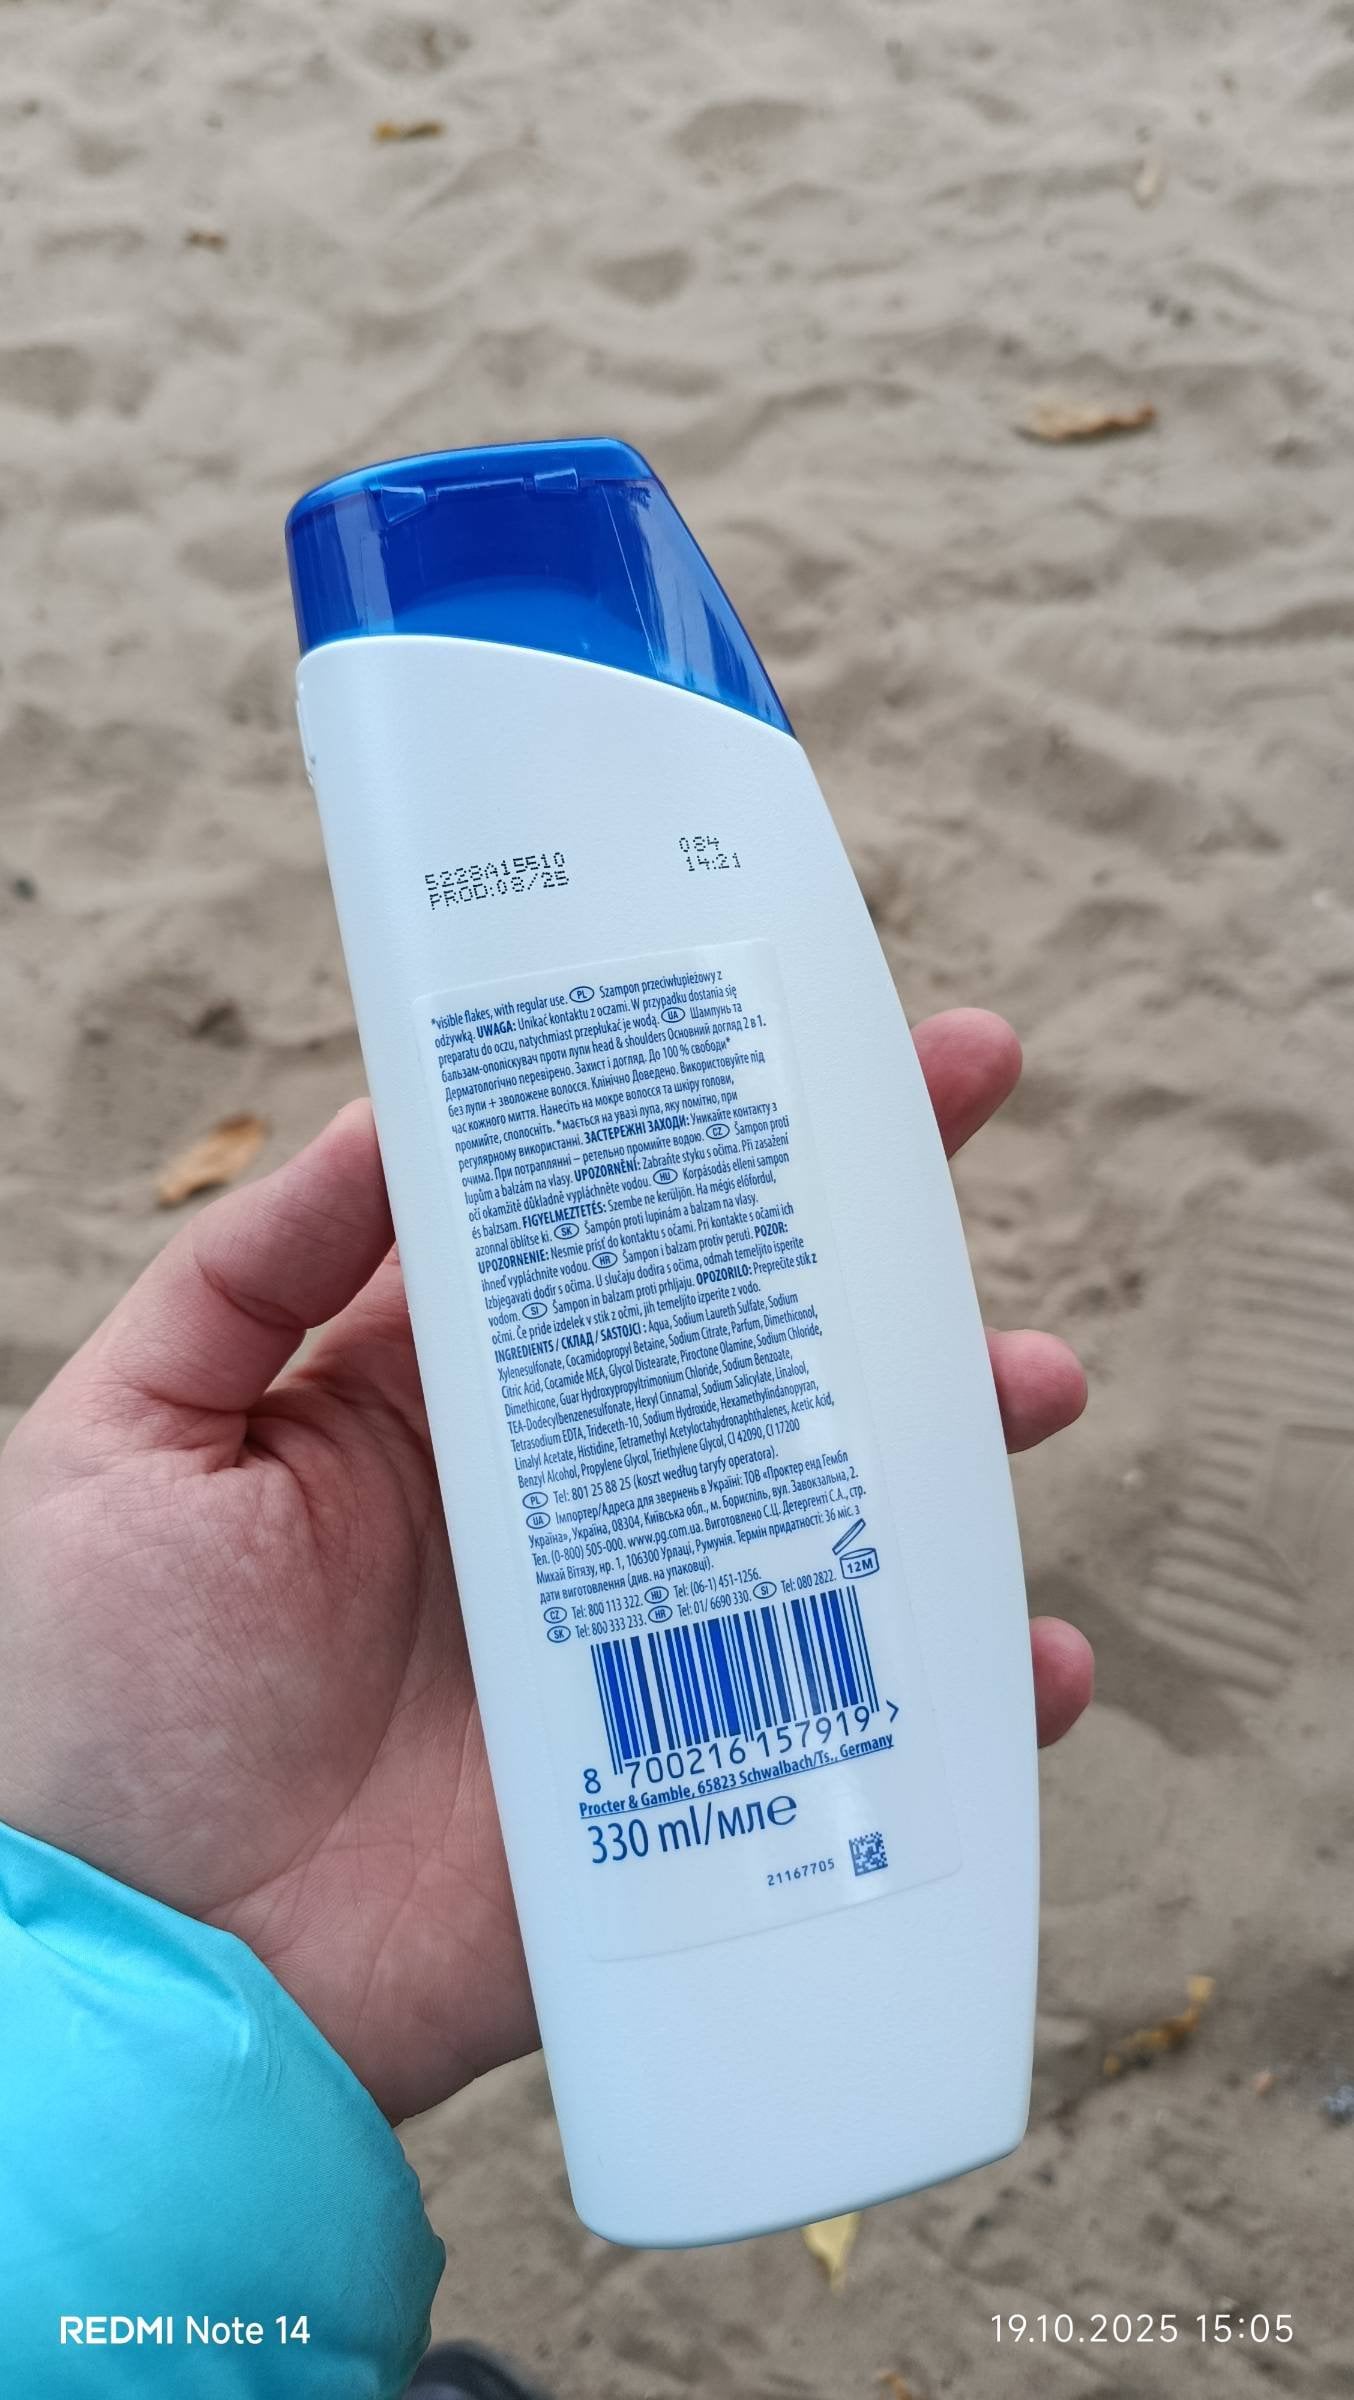 5228A15510
PROD:08/25
084
14:21
*visible flakes, with regular use. PL Szampon przeciwłupieżowy z
odżywką. UWAGA: Unikać kontaktu z oczami. W przypadku dostania się
preparatu do oczu, natychmiast przepłukać je wodą. UA Шампунь та
бальзам-ополіскувач проти лупи head & shoulders Основний догляд 2 в 1.
Дерматологічно перевірено. Захист і догляд. До 100 % свободи*
без лупи + зволожене волосся. Клінічно Доведено. Використовуйте під
час кожного миття. Нанесіть на мокре волосся та шкіру голови,
промийте, сполосніть. *мається на увазі лупа, яку помітно, при
регулярному використанні. ЗАСТЕРЕЖНІ ЗАХОДИ: Уникайте контакту з
очима. При потраплянні – ретельно промийте водою. CZ Šampon proti
lupům a balzám na vlasy. UPOZORNĚNÍ: Zabraňte styku s očima. Při zasažení
očí okamžitě důkladně vypláchněte vodou. HU Korpásodás elleni sampon
és balzsam. FIGYELMEZTETÉS: Szembe ne kerüljön. Ha mégis előfordul,
azonnal öblítse ki. SK Šampón proti lupinám a balzam na vlasy.
UPOZORNENIE: Nesmie prísť do kontaktu s očami. Pri kontakte s očami ich
ihneď vypláchnite vodou. HR Šampon i balzam protiv peruti. POZOR:
Izbjegavati dodir s očima. U slučaju dodira s očima, odmah temeljito isperite
vodom. SI Šampon in balzam proti prhljaju. OPOZORILO: Preprečite stik z
očmi. Če pride izdelek v stik z očmi, jih temeljito izperite z vodo.
INGREDIENTS / СКЛАД / SASTOJCI : Aqua, Sodium Laureth Sulfate, Sodium
Xylenesulfonate, Cocamidopropyl Betaine, Sodium Citrate, Parfum, Dimethiconol,
Citric Acid, Cocamide MEA, Glycol Distearate, Piroctone Olamine, Sodium Chloride,
Dimethicone, Guar Hydroxypropyltrimonium Chloride, Sodium Benzoate,
TEA-Dodecylbenzenesulfonate, Hexyl Cinnamal, Sodium Salicylate, Linalool,
Tetrasodium EDTA, Trideceth-10, Sodium Hydroxide, Hexamethylindanopyran,
Linalyl Acetate, Histidine, Tetramethyl Acetyloctahydronaphthalenes, Acetic Acid,
Benzyl Alcohol, Propylene Glycol, Triethylene Glycol, CI 42090, CI 17200
PL Tel: 801 25 88 25 (koszt według taryfy operatora).
UA Імпортер/Адреса для звернень в Україні: ТОВ «Проктер енд Гембл
Україна», Україна, 08304, Київська обл., м. Бориспіль, вул. Завокзальна, 2.
Тел. (0-800) 505-000. www.pg.com.ua. Виготовлено С.Ц. Детергенті С.А., стр.
Михай Вітязу, нр. 1, 106300 Урлаці, Румунія. Термін придатності: 36 міс. з
дати виготовлення (див. на упаковці).
CZ Tel: 800 113 322. HU Tel: (06-1) 451-1256.
SK Tel: 800 333 233. HR Tel: 01/ 6690 330. SI Tel: 080 2822.
12M
8 700216 157919 >
Procter & Gamble, 65823 Schwalbach/Ts., Germany
330 ml/мл℮
21167705
REDMI Note 14
19.10.2025 15:05